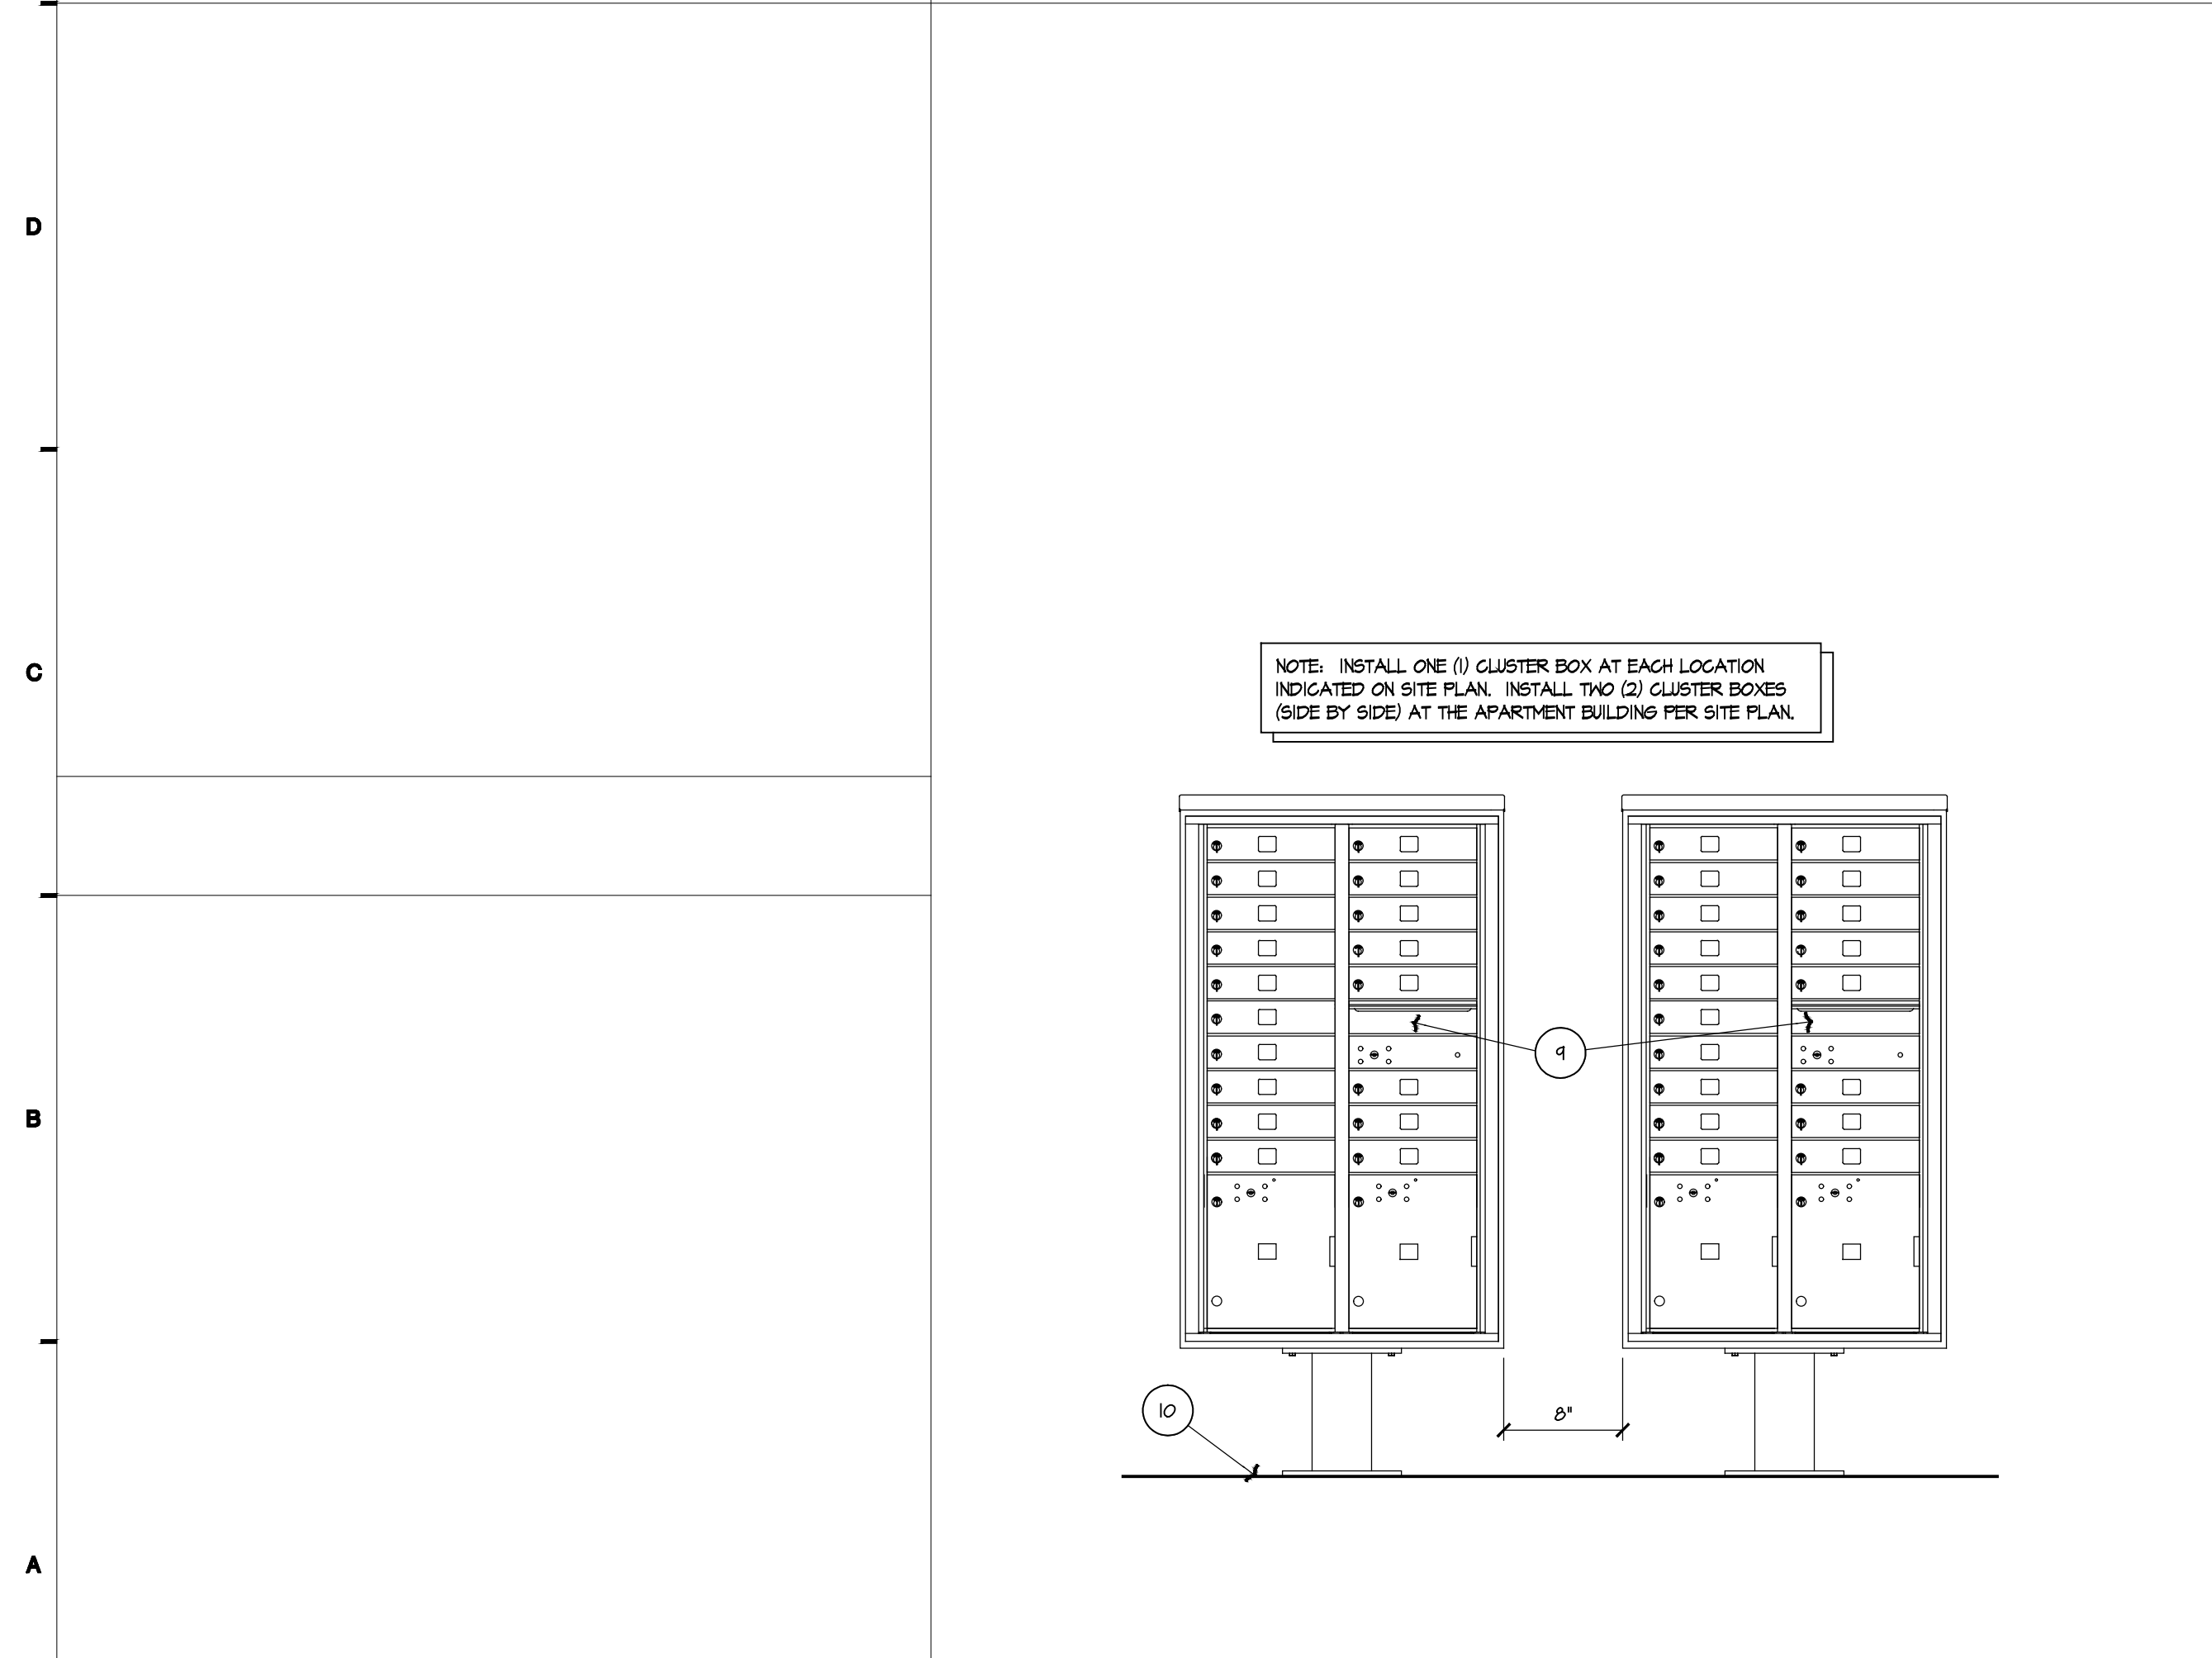 D
C
NOTE: INSTALL ONE (1) CLUSTER BOX AT EACH LOCATION
INDICATED ON SITE PLAN. INSTALL TWO (2) CLUSTER BOXES
(SIDE BY SIDE) AT THE APARTMENT BUILDING PER SITE PLAN.
9
B
10
8"
A